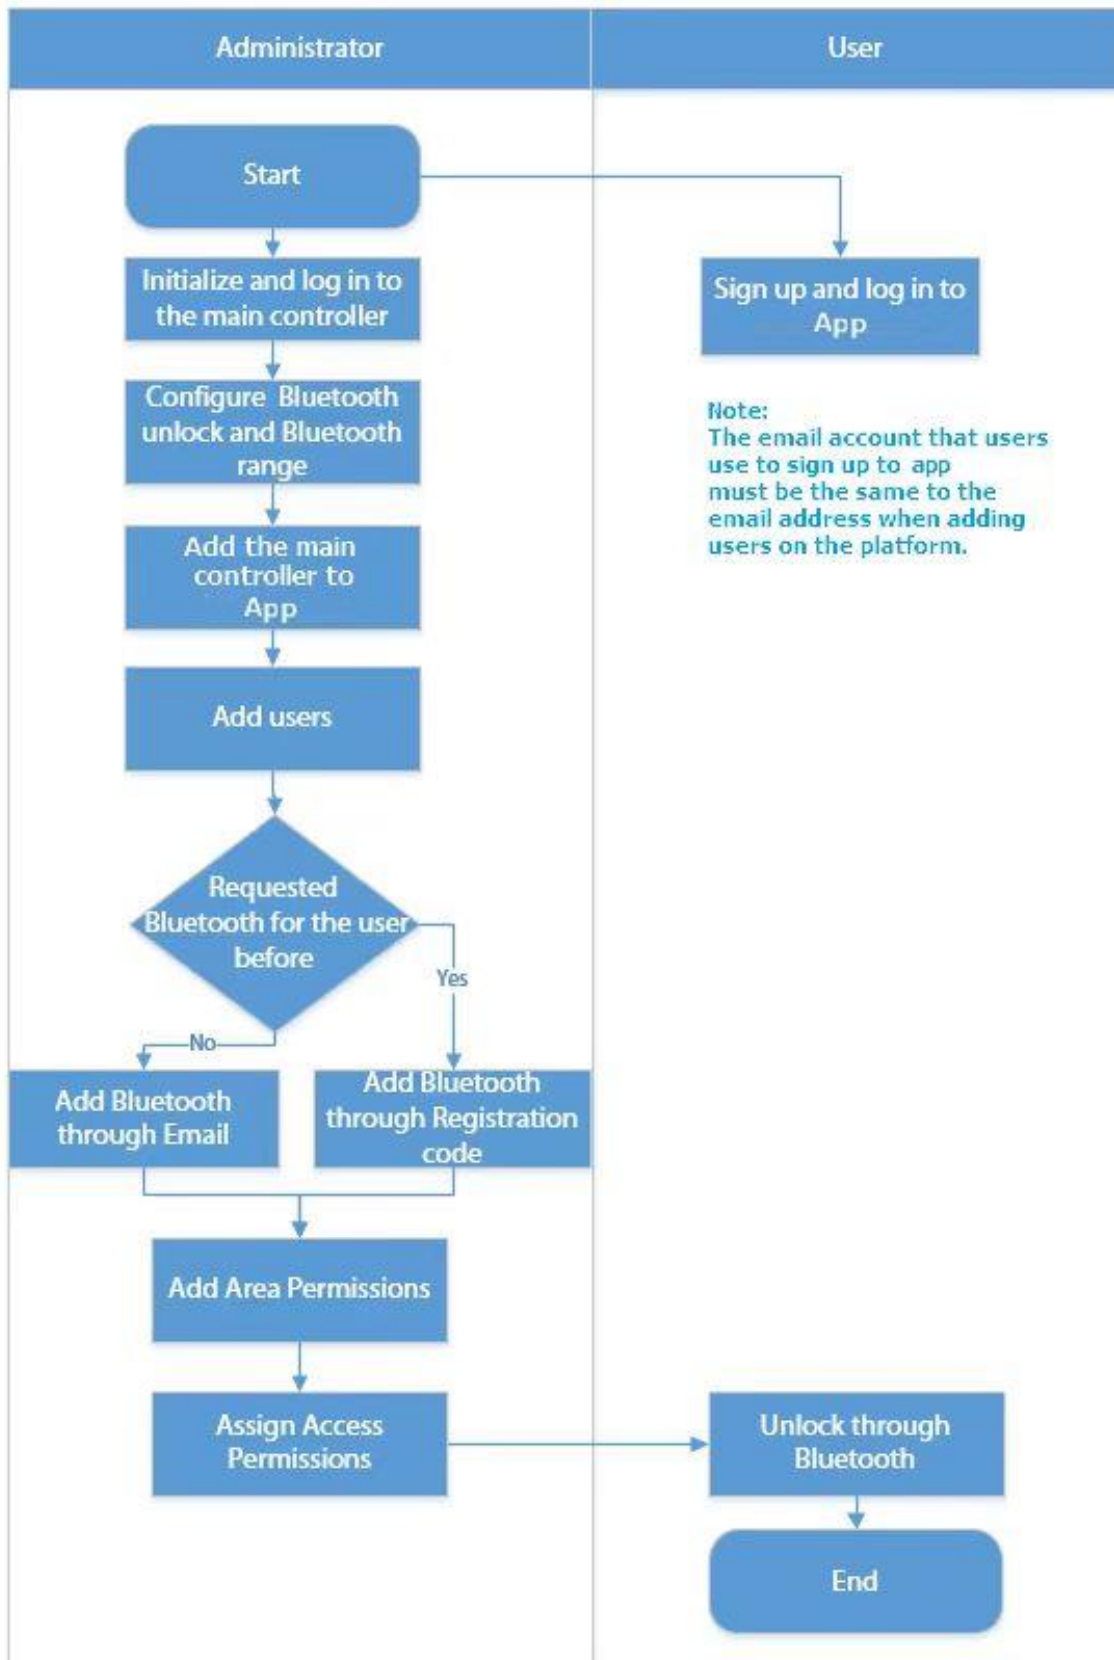 Administrator
User
Start
Initialize and log in to
the main controller
Sign up and log in to
App
Configure Bluetooth
unlock and Bluetooth
range
Note:
The email account that users
use to sign up to app
must be the same to the
email address when adding
users on the platform.
Add the main
controller to
App
Add users
Requested
Bluetooth for the user
before
Yes
No
Add Bluetooth
through Email
Add Bluetooth
through Registration
code
Add Area Permissions
Assign Access
Permissions
Unlock through
Bluetooth
End